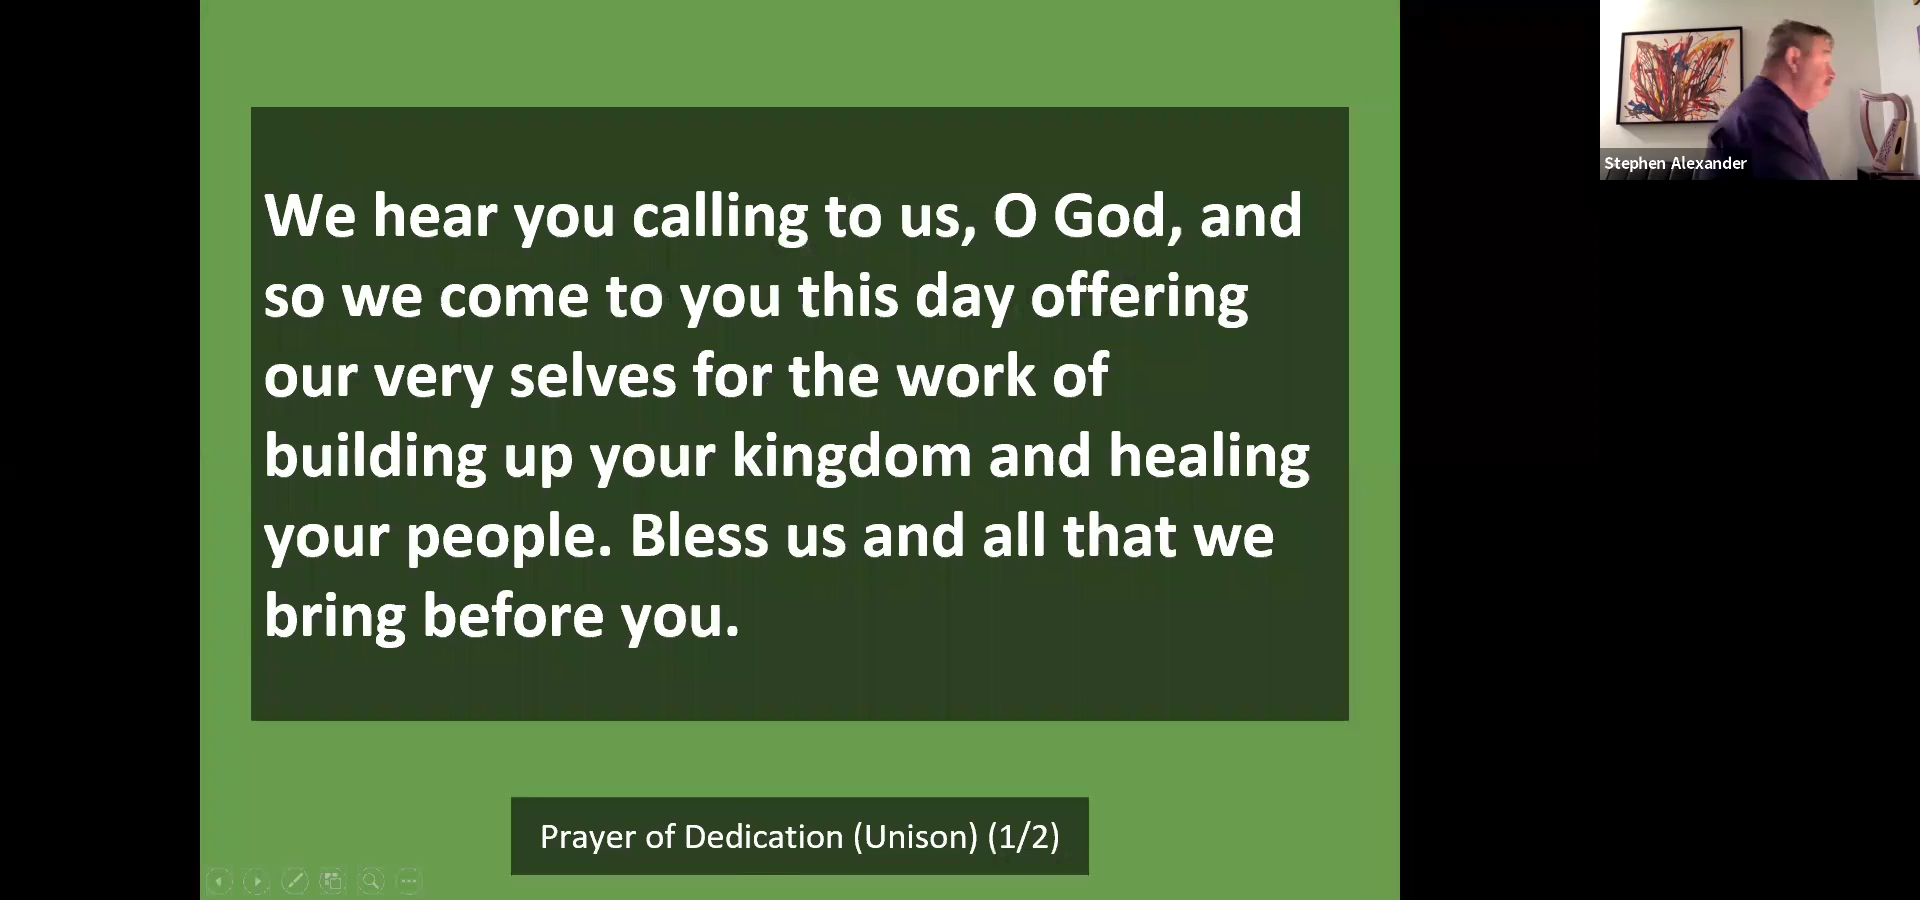 We hear you calling to us, O God, and
so we come to you this day offering
our very selves for the work of
building up your kingdom and healing
your people. Bless us and all that we
bring before you.
Prayer of Dedication (Unison) (1/2)
Stephen Alexander